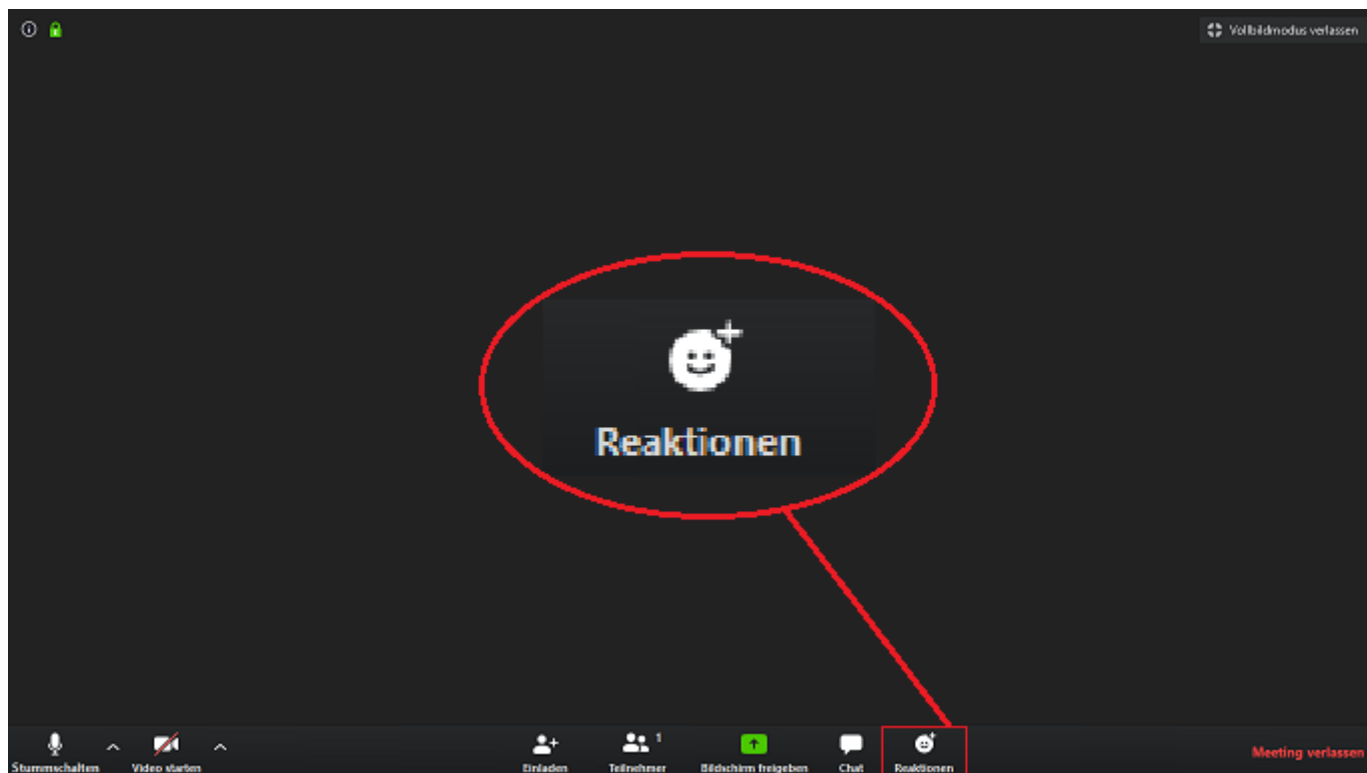 Vollbildmodus verlassen
Reaktionen
1
Stummschalten Video starten Einladen Teilnehmer Bildschirm freigeben Chat Reaktionen Meeting verlassen